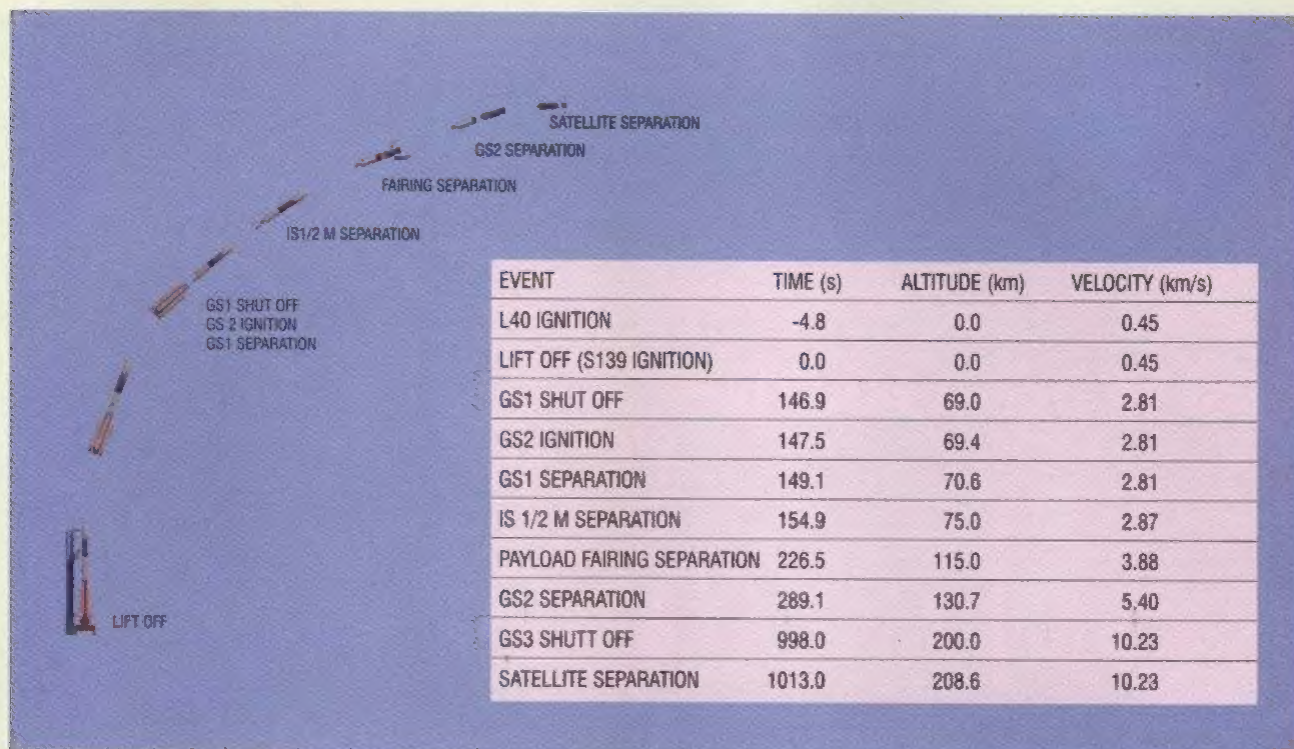 SATELLITE SEPARATION
GS2 SEPARATION
FAIRING SEPARATION
IS1/2 M SEPARATION
GS1 SHUT OFF
GS 2 IGNITION
GS1 SEPARATION
LIFT OFF
EVENT TIME (s) ALTITUDE (km) VELOCITY (km/s)
L40 IGNITION -4.8 0.0 0.45
LIFT OFF (S139 IGNITION) 0.0 0.0 0.45
GS1 SHUT OFF 146.9 69.0 2.81
GS2 IGNITION 147.5 69.4 2.81
GS1 SEPARATION 149.1 70.6 2.81
IS 1/2 M SEPARATION 154.9 75.0 2.87
PAYLOAD FAIRING SEPARATION 226.5 115.0 3.88
GS2 SEPARATION 289.1 130.7 5.40
GS3 SHUTT OFF 998.0 200.0 10.23
SATELLITE SEPARATION 1013.0 208.6 10.23